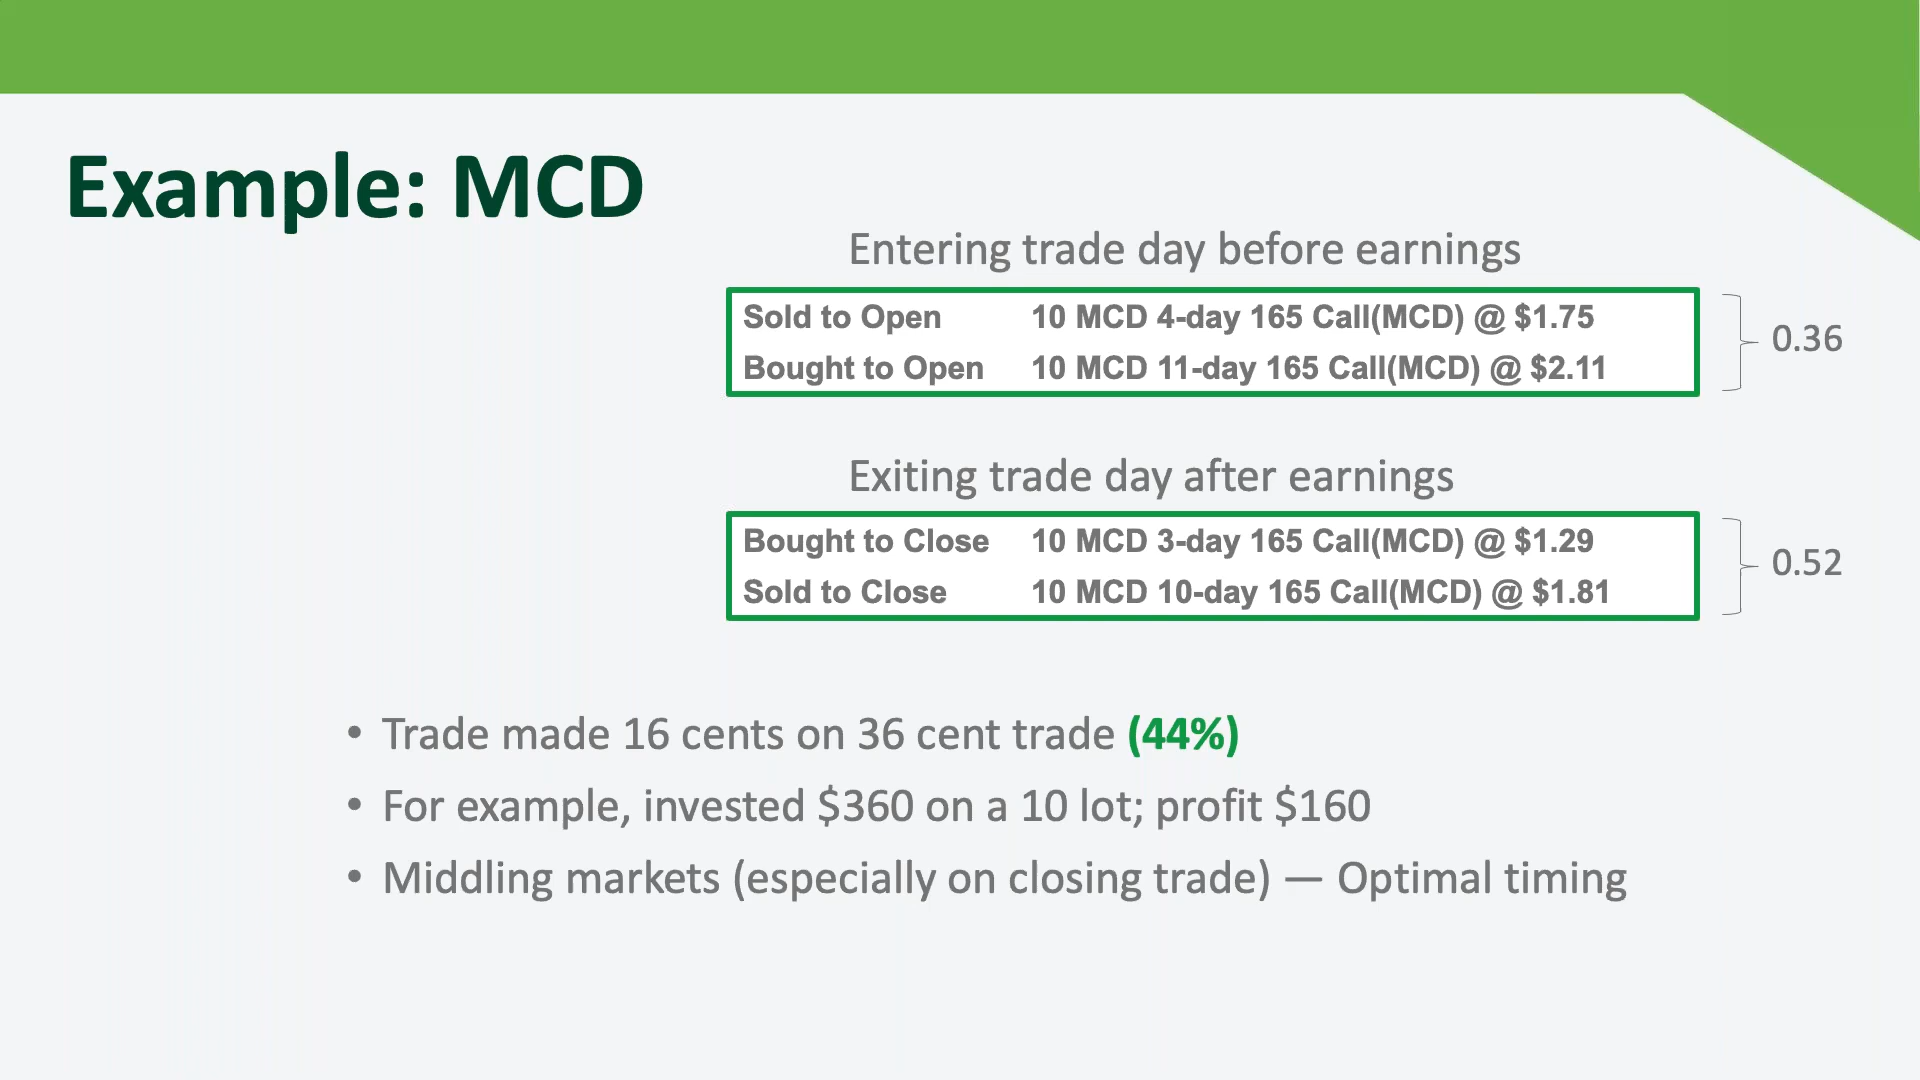 Example: MCD
Entering trade day before earnings
Sold to Open 10 MCD 4-day 165 Call(MCD) @ $1.75
Bought to Open 10 MCD 11-day 165 Call(MCD) @ $2.11
0.36
Exiting trade day after earnings
Bought to Close 10 MCD 3-day 165 Call(MCD) @ $1.29
Sold to Close 10 MCD 10-day 165 Call(MCD) @ $1.81
0.52
• Trade made 16 cents on 36 cent trade (44%)
• For example, invested $360 on a 10 lot; profit $160
• Middling markets (especially on closing trade) — Optimal timing